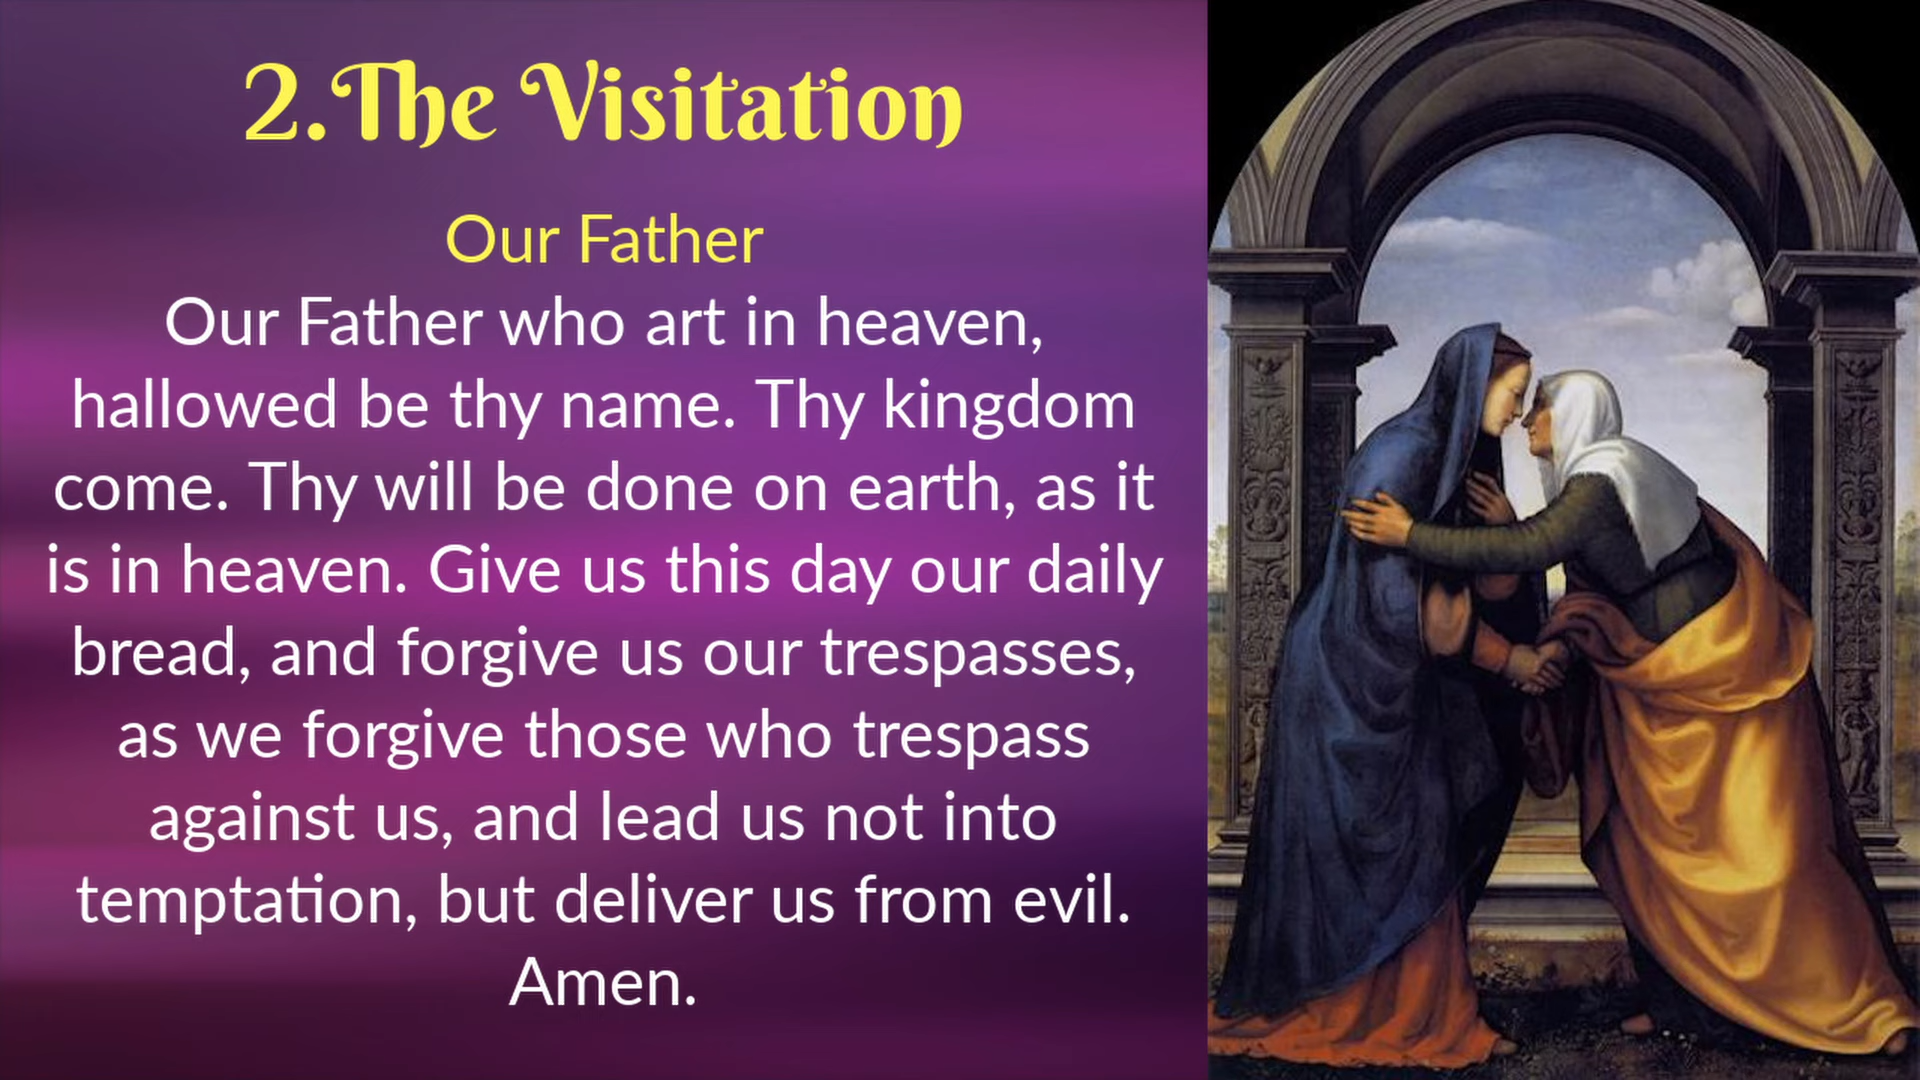 2.The Visitation
Our Father
Our Father who art in heaven,
hallowed be thy name. Thy kingdom
come. Thy will be done on earth, as it
is in heaven. Give us this day our daily
bread, and forgive us our trespasses,
as we forgive those who trespass
against us, and lead us not into
temptation, but deliver us from evil.
Amen.